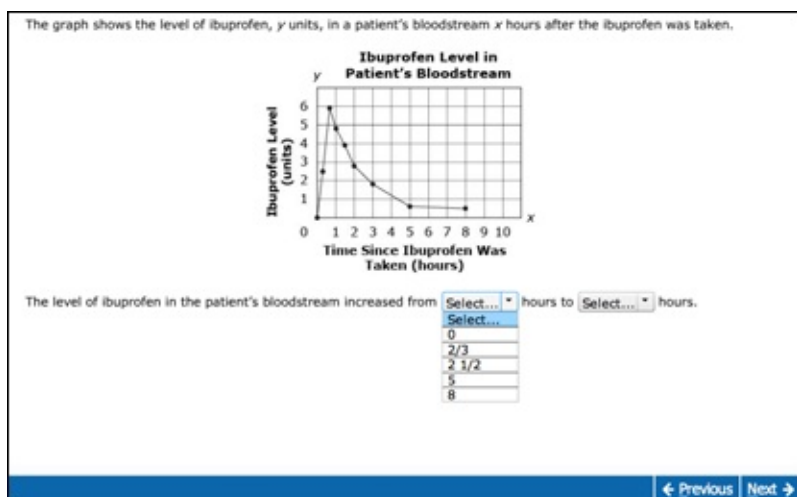 The graph shows the level of ibuprofen, y units, in a patient's bloodstream x hours after the ibuprofen was taken.
Ibuprofen Level in
Patient's Bloodstream
y
Ibuprofen Level
(units)
6
5
4
3
2
1
0 1 2 3 4 5 6 7 8 9 10
x
Time Since Ibuprofen Was
Taken (hours)
The level of ibuprofen in the patient's bloodstream increased from Select... hours to Select... hours.
Select...
0
2/3
2 1/2
5
8
← Previous Next →